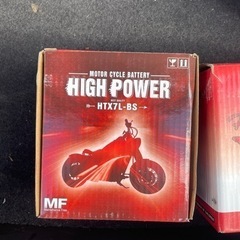 MOTOR CYCLE BATTERY
HIGH POWER
HTX7L-BS
MF